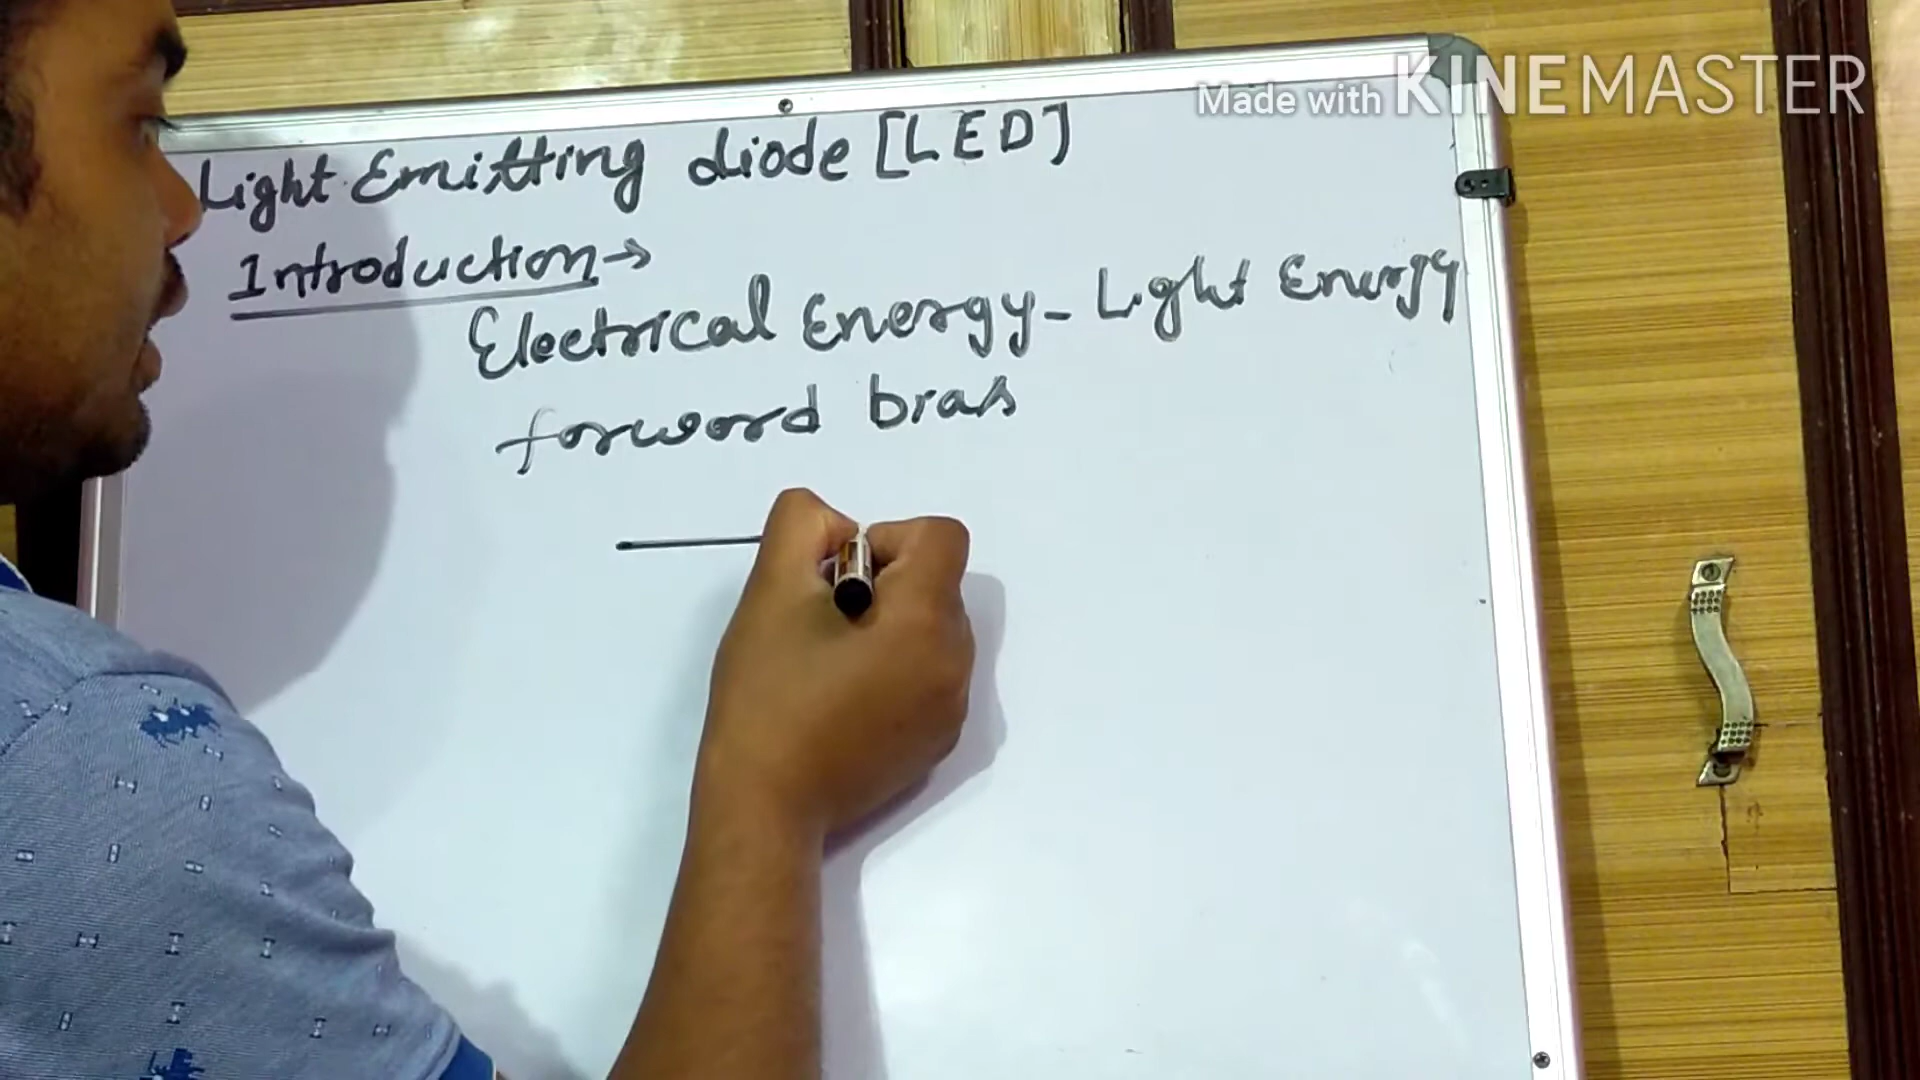 Made with KINEMASTER
Light Emitting diode [LED]
Introduction→
Electrical Energy - Light Energy
forword bias